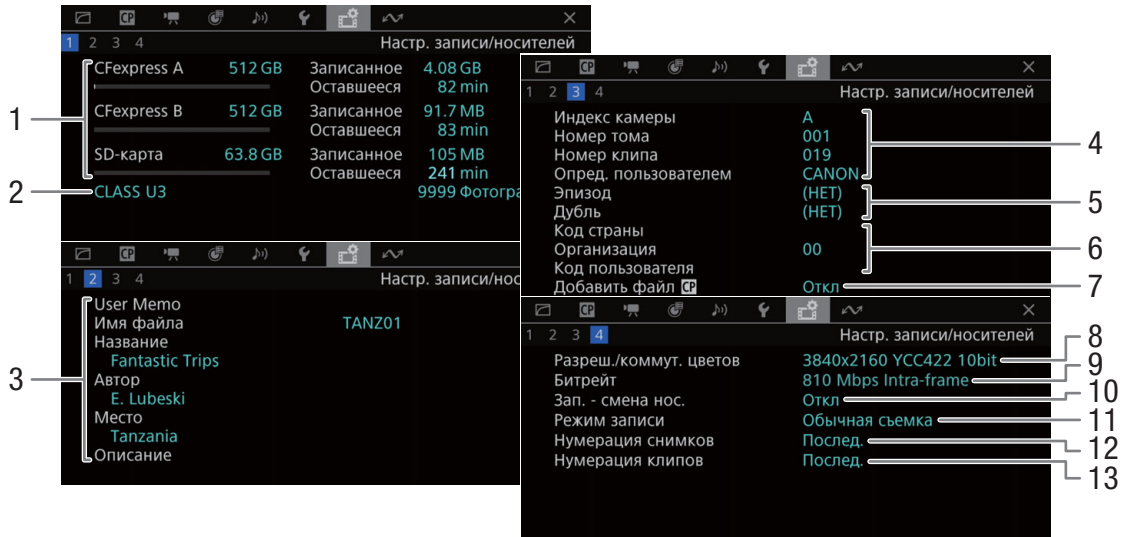 CP
1 2 3 4 Настр. записи/носителей
CFexpress A 512 GB Записанное 4.08 GB
Оставшееся 82 min
CFexpress B 512 GB Записанное 91.7 MB
Оставшееся 83 min
SD-карта 63.8 GB Записанное 105 MB
Оставшееся 241 min
CLASS U3 9999 Фотогра
1
2
CP
1 2 3 4 Настр. записи/нос
User Memo
Имя файла TANZ01
Название
Fantastic Trips
Автор
E. Lubeski
Место
Tanzania
Описание
3
CP
1 2 3 4 Настр. записи/носителей
Индекс камеры A
Номер тома 001
Номер клипа 019
Опред. пользователем CANON
Эпизод (НЕТ)
Дубль (НЕТ)
Код страны
Организация 00
Код пользователя
Добавить файл CP Откл
4
5
6
7
CP
1 2 3 4 Настр. записи/носителей
Разреш./коммут. цветов 3840x2160 YCC422 10bit
Битрейт 810 Mbps Intra-frame
Зап. - смена нос. Откл
Режим записи Обычная съемка
Нумерация снимков Послед.
Нумерация клипов Послед.
8
9
10
11
12
13